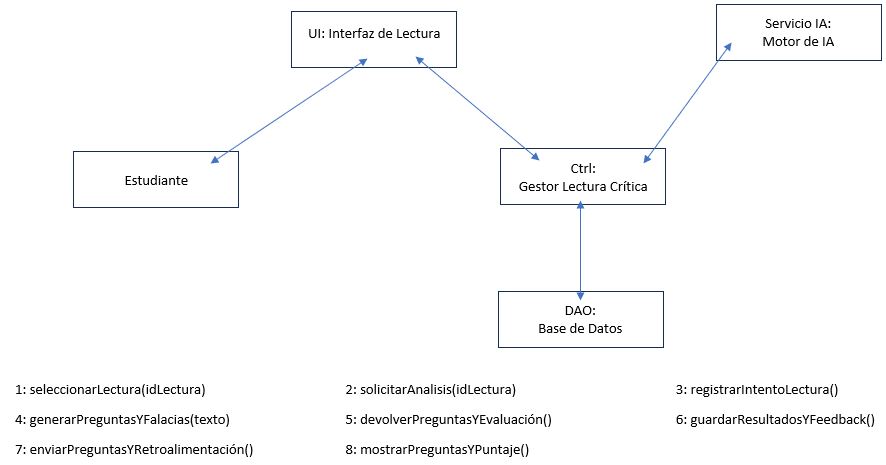 UI: Interfaz de Lectura
Servicio IA:
Motor de IA
Estudiante
Ctrl:
Gestor Lectura Crítica
DAO:
Base de Datos
1: seleccionarLectura(idLectura)
2: solicitarAnalisis(idLectura)
3: registrarIntentoLectura()
4: generarPreguntasYFalacias(texto)
5: devolverPreguntasYEvaluación()
6: guardarResultadosYFeedback()
7: enviarPreguntasYRetroalimentación()
8: mostrarPreguntasYPuntaje()